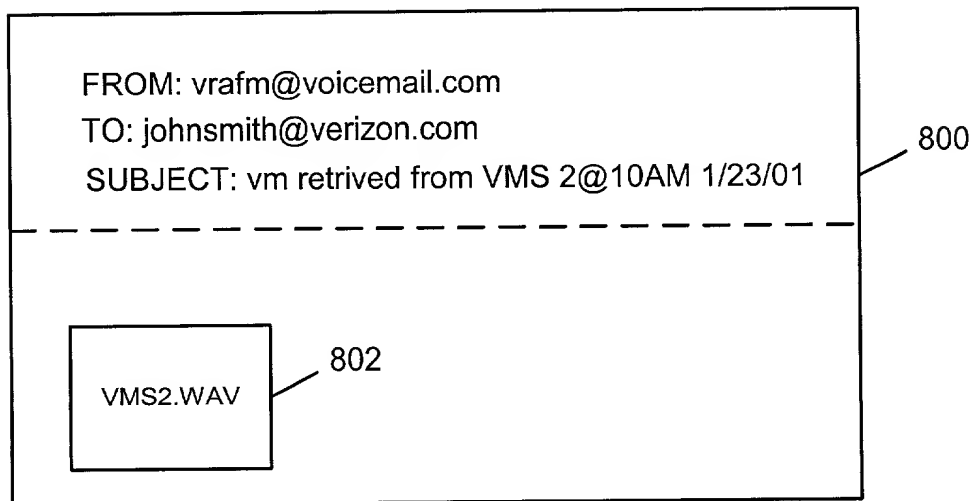 FROM: vrafm@voicemail.com
TO: johnsmith@verizon.com
SUBJECT: vm retrived from VMS 2@10AM 1/23/01
800
802
VMS2.WAV